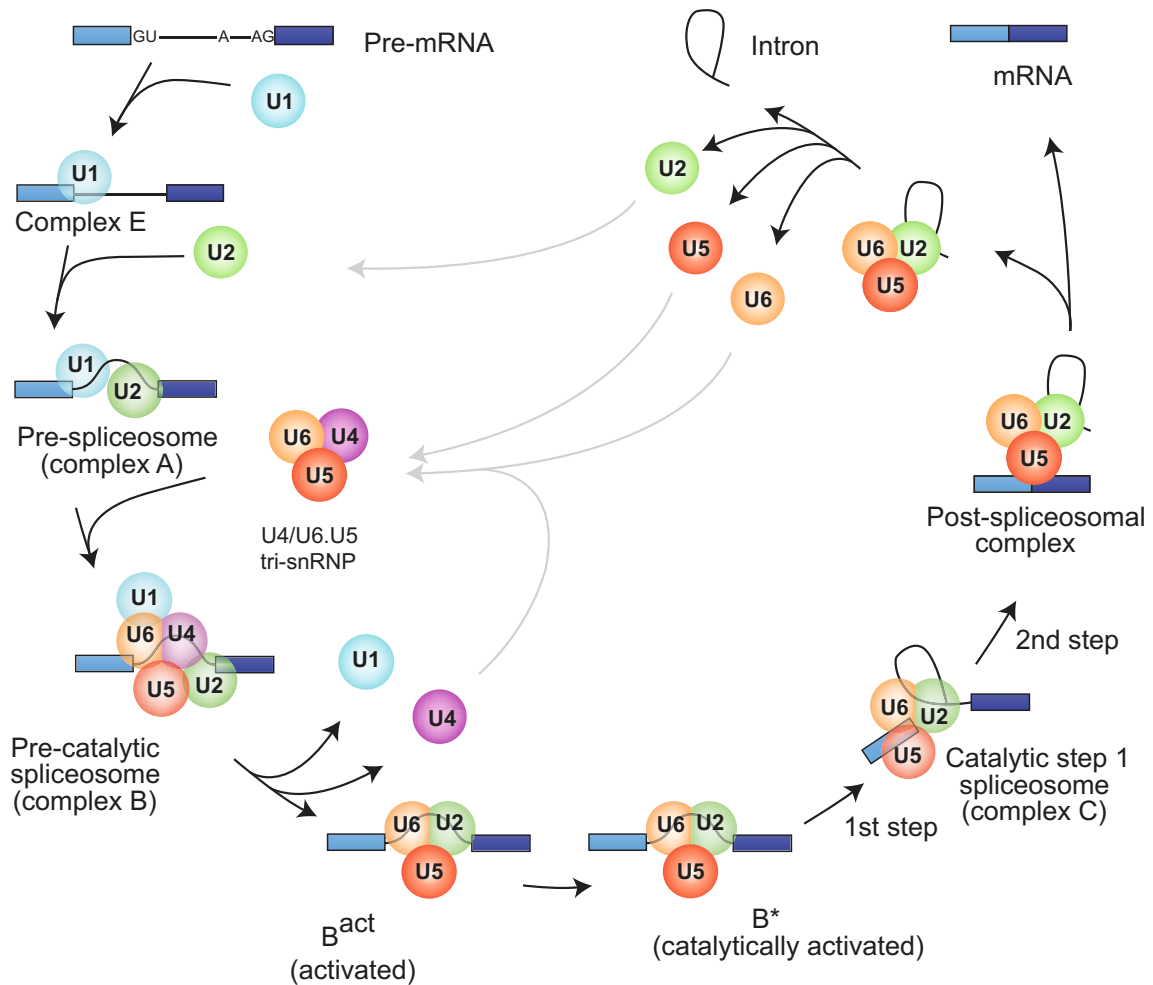 GU A AG
Pre-mRNA
U1
U1
Complex E
U2
U1
U2
Pre-spliceosome
(complex A)
U6
U4
U5
U4/U6.U5
tri-snRNP
U1
U6
U4
U5
U2
Pre-catalytic
spliceosome
(complex B)
U1
U4
U6
U2
U5
Bact
(activated)
U6
U2
U5
B*
(catalytically activated)
1st step
U6
U2
U5
Catalytic step 1
spliceosome
(complex C)
2nd step
U6
U2
U5
Post-spliceosomal
complex
U6
U2
U5
mRNA
Intron
U2
U5
U6